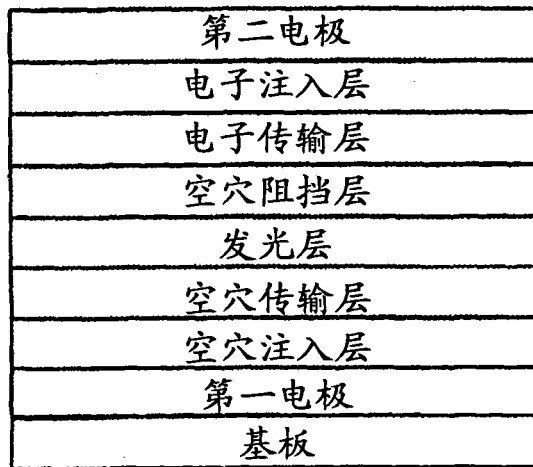 第二电极
电子注入层
电子传输层
空穴阻挡层
发光层
空穴传输层
空穴注入层
第一电极
基板